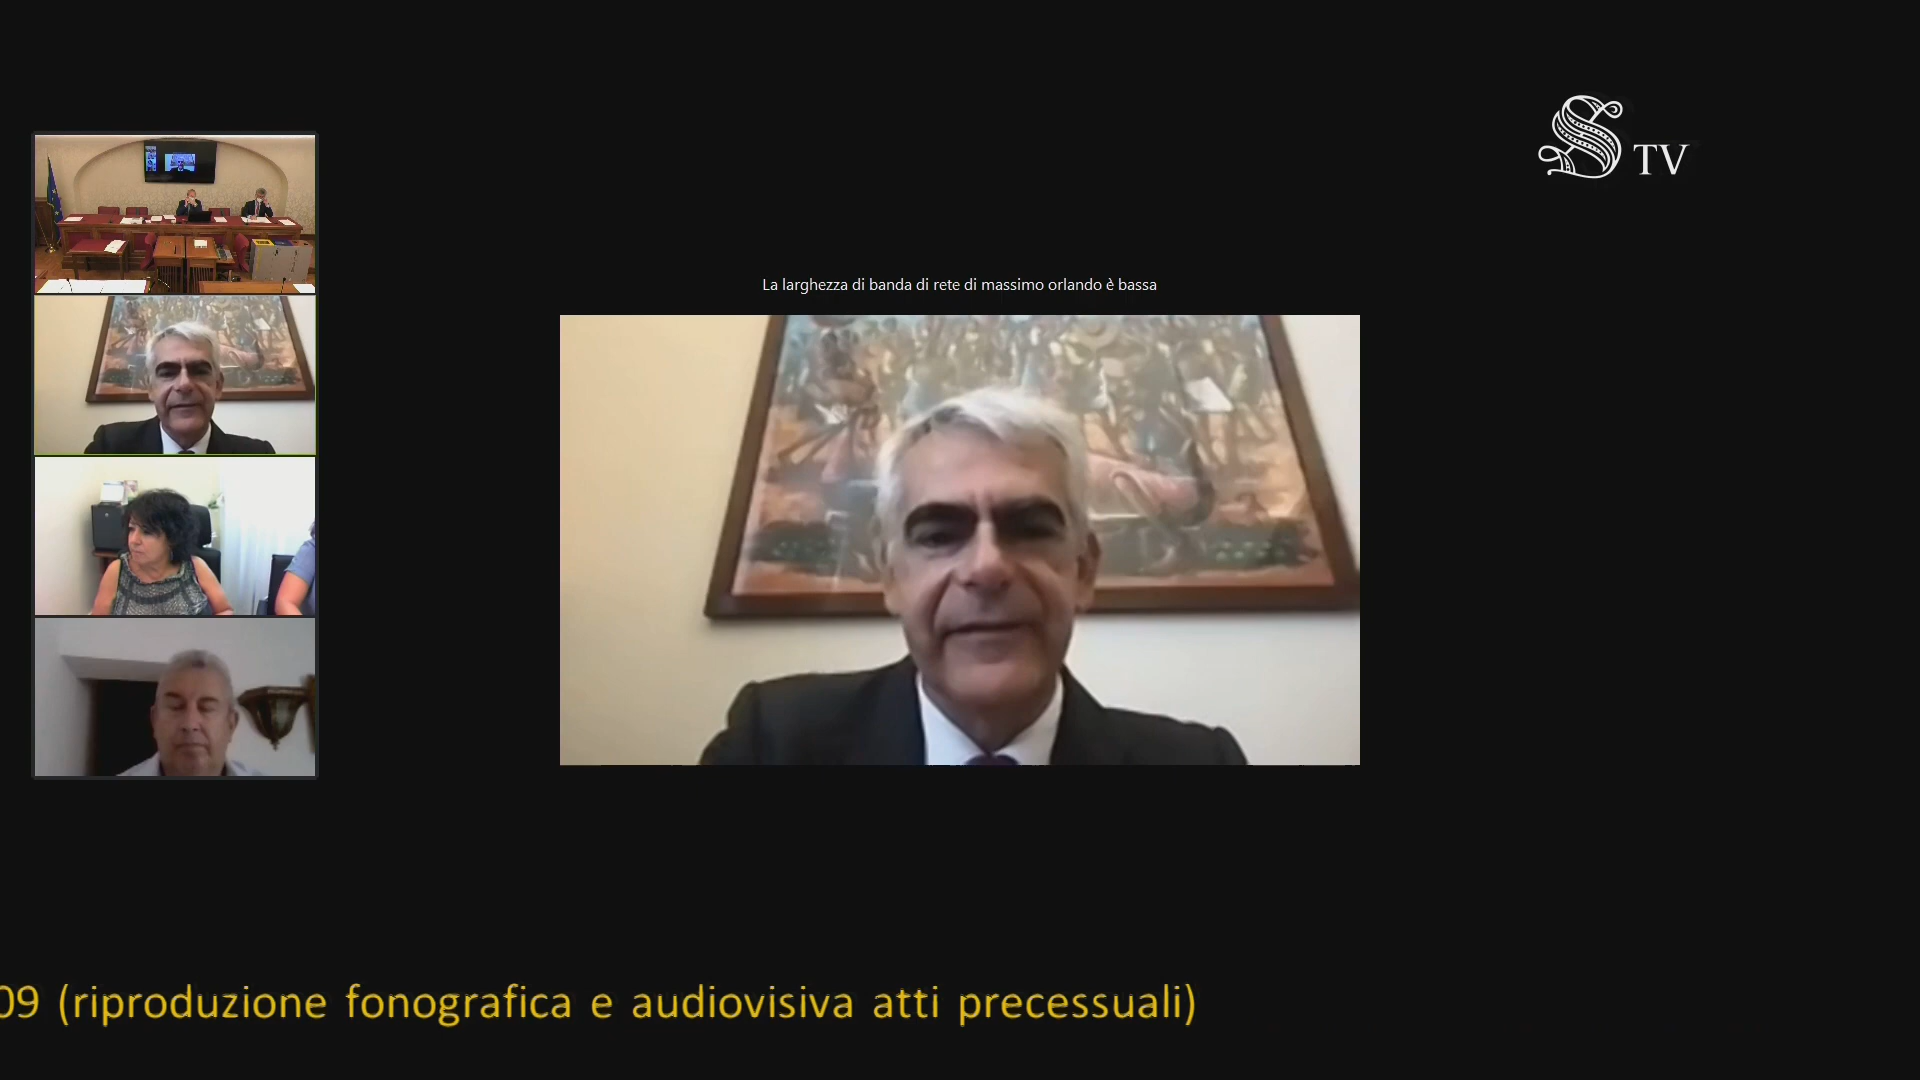 S TV
La larghezza di banda di rete di massimo orlando è bassa
09 (riproduzione fonografica e audiovisiva atti precessuali)